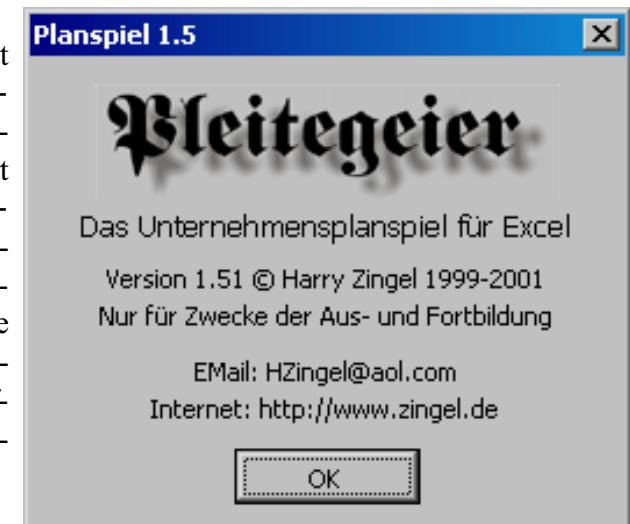 Planspiel 1.5
Pleitegeier
Das Unternehmensplanspiel für Excel
Version 1.51 © Harry Zingel 1999-2001
Nur für Zwecke der Aus- und Fortbildung
EMail: HZingel@aol.com
Internet: http://www.zingel.de
OK